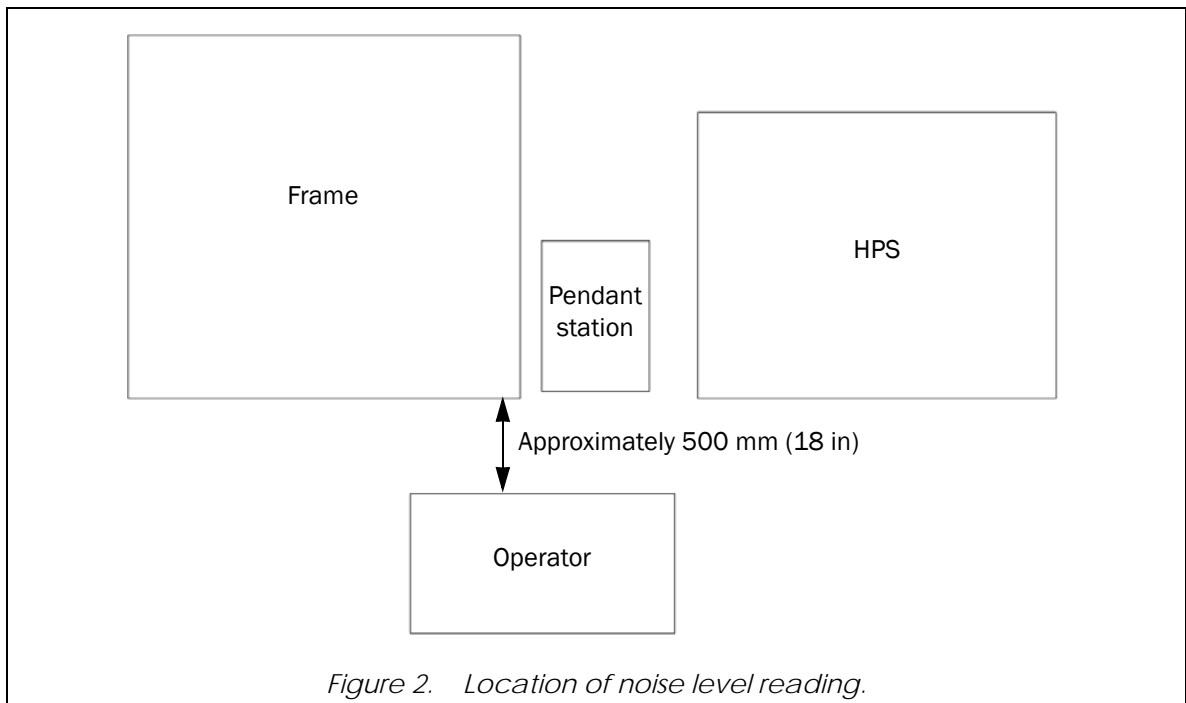 Frame
HPS
Pendant
station
Approximately 500 mm (18 in)
Operator
Figure 2. Location of noise level reading.